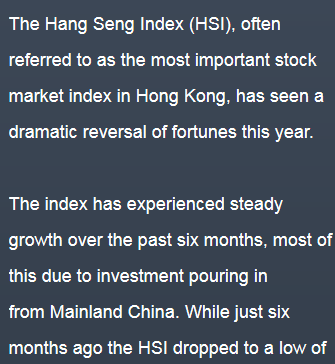 The Hang Seng Index (HSI), often
referred to as the most important stock
market index in Hong Kong, has seen a
dramatic reversal of fortunes this year.
The index has experienced steady
growth over the past six months, most of
this due to investment pouring in
from Mainland China. While just six
months ago the HSI dropped to a low of